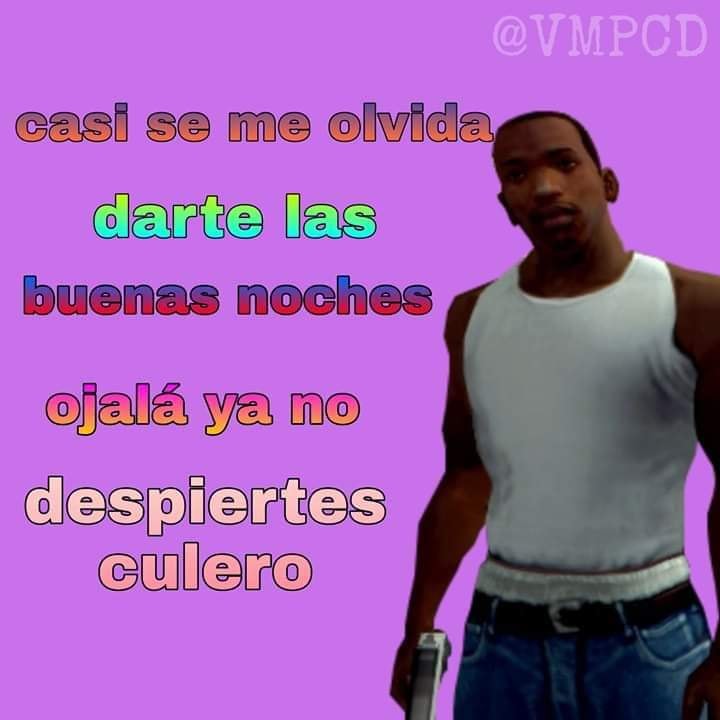 @VMPCD
casi se me olvida
darte las
buenas noches
ojalá ya no
despiertes
culero